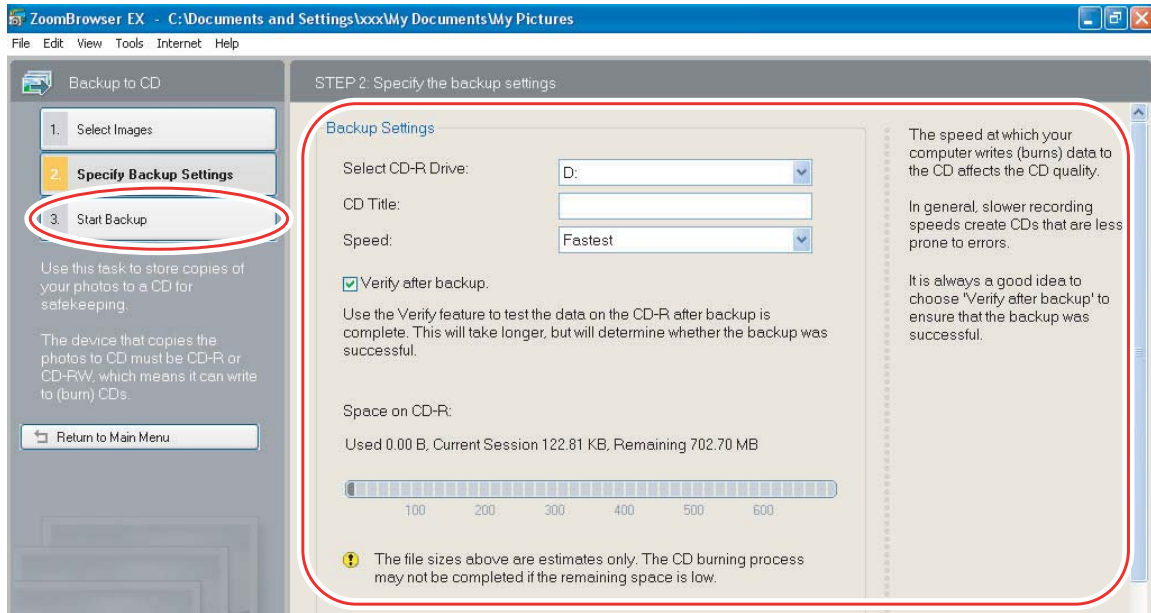 ZoomBrowser EX - C:\Documents and Settings\xxx\My Documents\My Pictures
File Edit View Tools Internet Help
Backup to CD
1. Select Images
2. Specify Backup Settings
3. Start Backup
Use this task to store copies of
your photos to a CD for
safekeeping.
The device that copies the
photos to CD must be CD-R or
CD-RW, which means it can write
to (burn) CDs.
Return to Main Menu
STEP 2: Specify the backup settings
Backup Settings
Select CD-R Drive: D:
CD Title:
Speed: Fastest
Verify after backup.
Use the Verify feature to test the data on the CD-R after backup is
complete. This will take longer, but will determine whether the backup was
successful.
Space on CD-R:
Used 0.00 B, Current Session 122.81 KB, Remaining 702.70 MB
100 200 300 400 500 600
The file sizes above are estimates only. The CD burning process
may not be completed if the remaining space is low.
The speed at which your
computer writes (burns) data to
the CD affects the CD quality.
In general, slower recording
speeds create CDs that are less
prone to errors.
It is always a good idea to
choose 'Verify after backup' to
ensure that the backup was
successful.